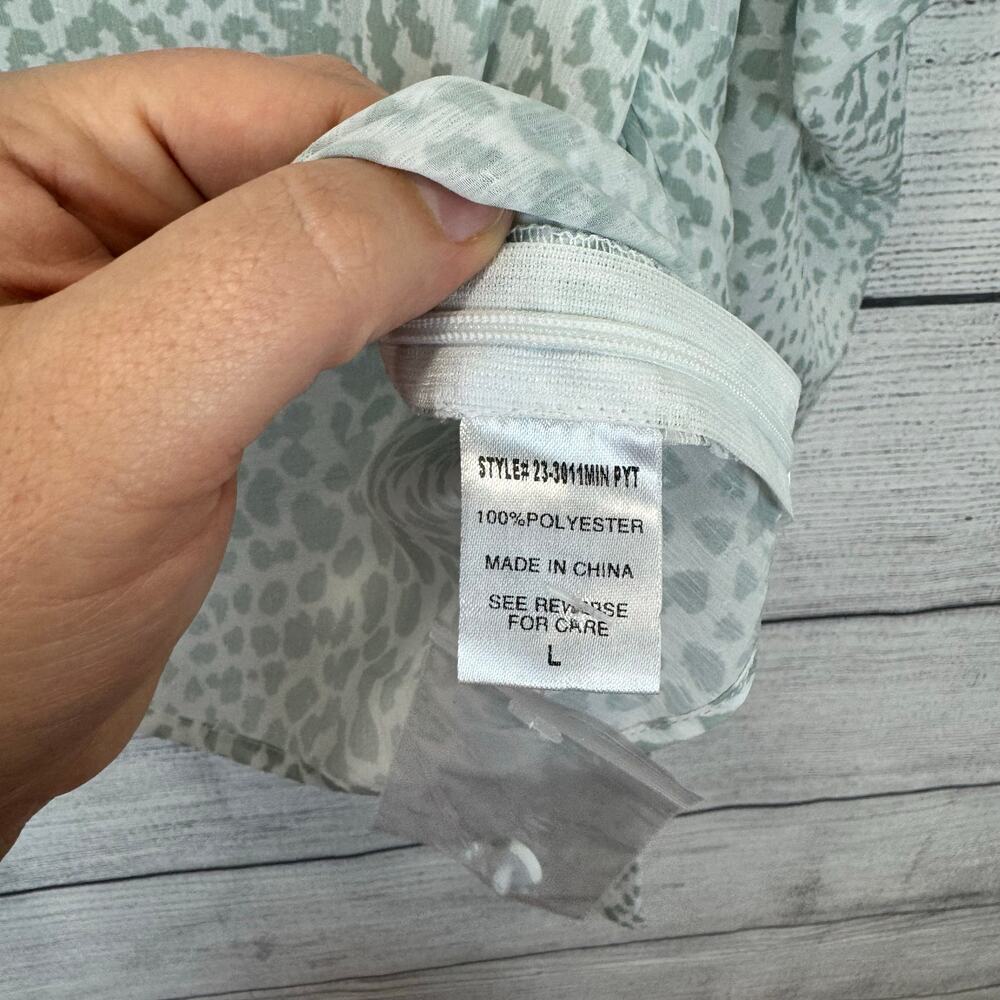 STYLE# 23-3011MIN PYT
100%POLYESTER
MADE IN CHINA
SEE REVERSE
FOR CARE
L